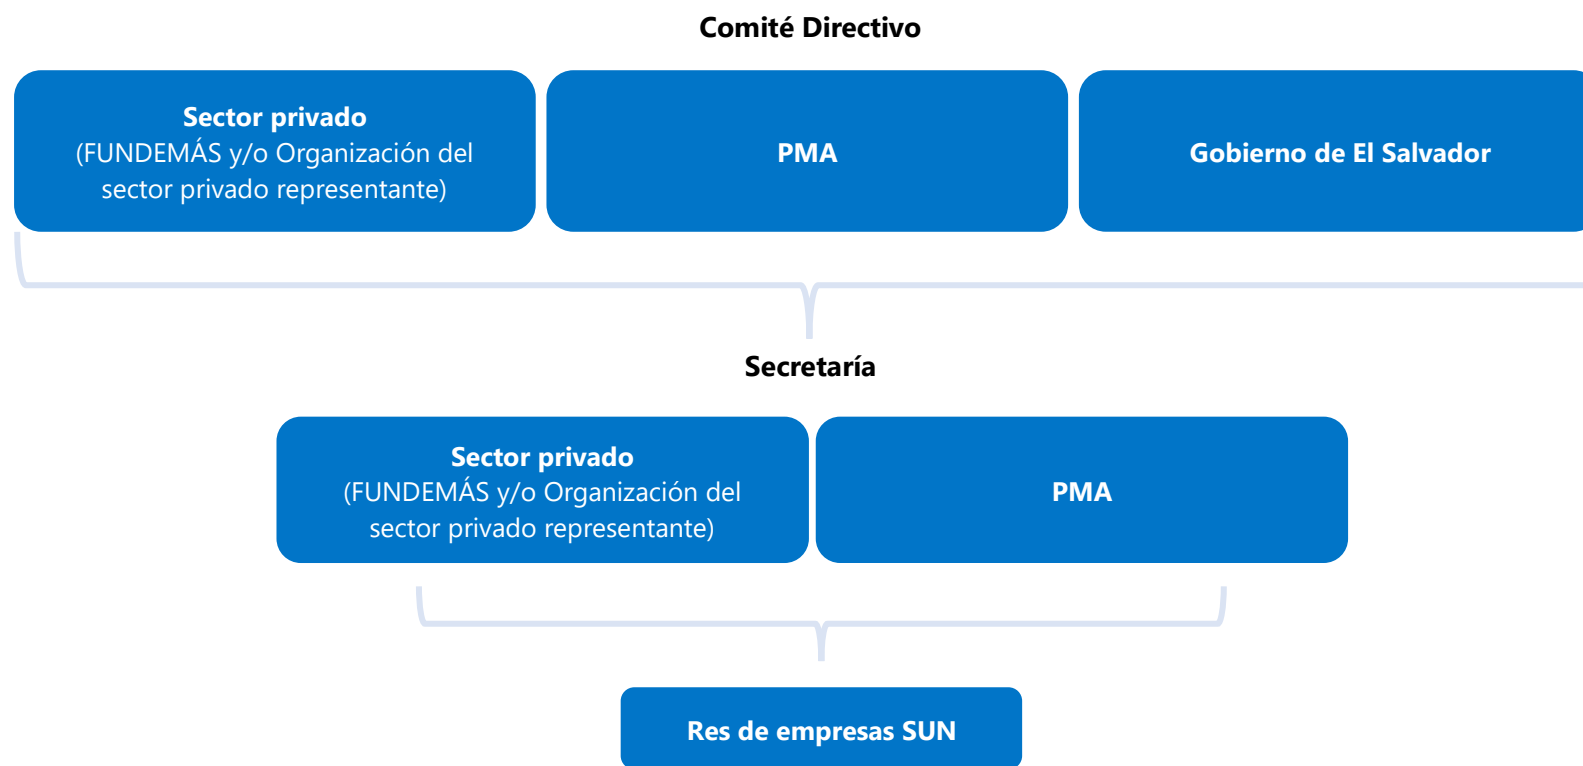 Comité Directivo
Sector privado
(FUNDEMÁS y/o Organización del
sector privado representante)
PMA
Gobierno de El Salvador
Secretaría
Sector privado
(FUNDEMÁS y/o Organización del
sector privado representante)
PMA
Res de empresas SUN